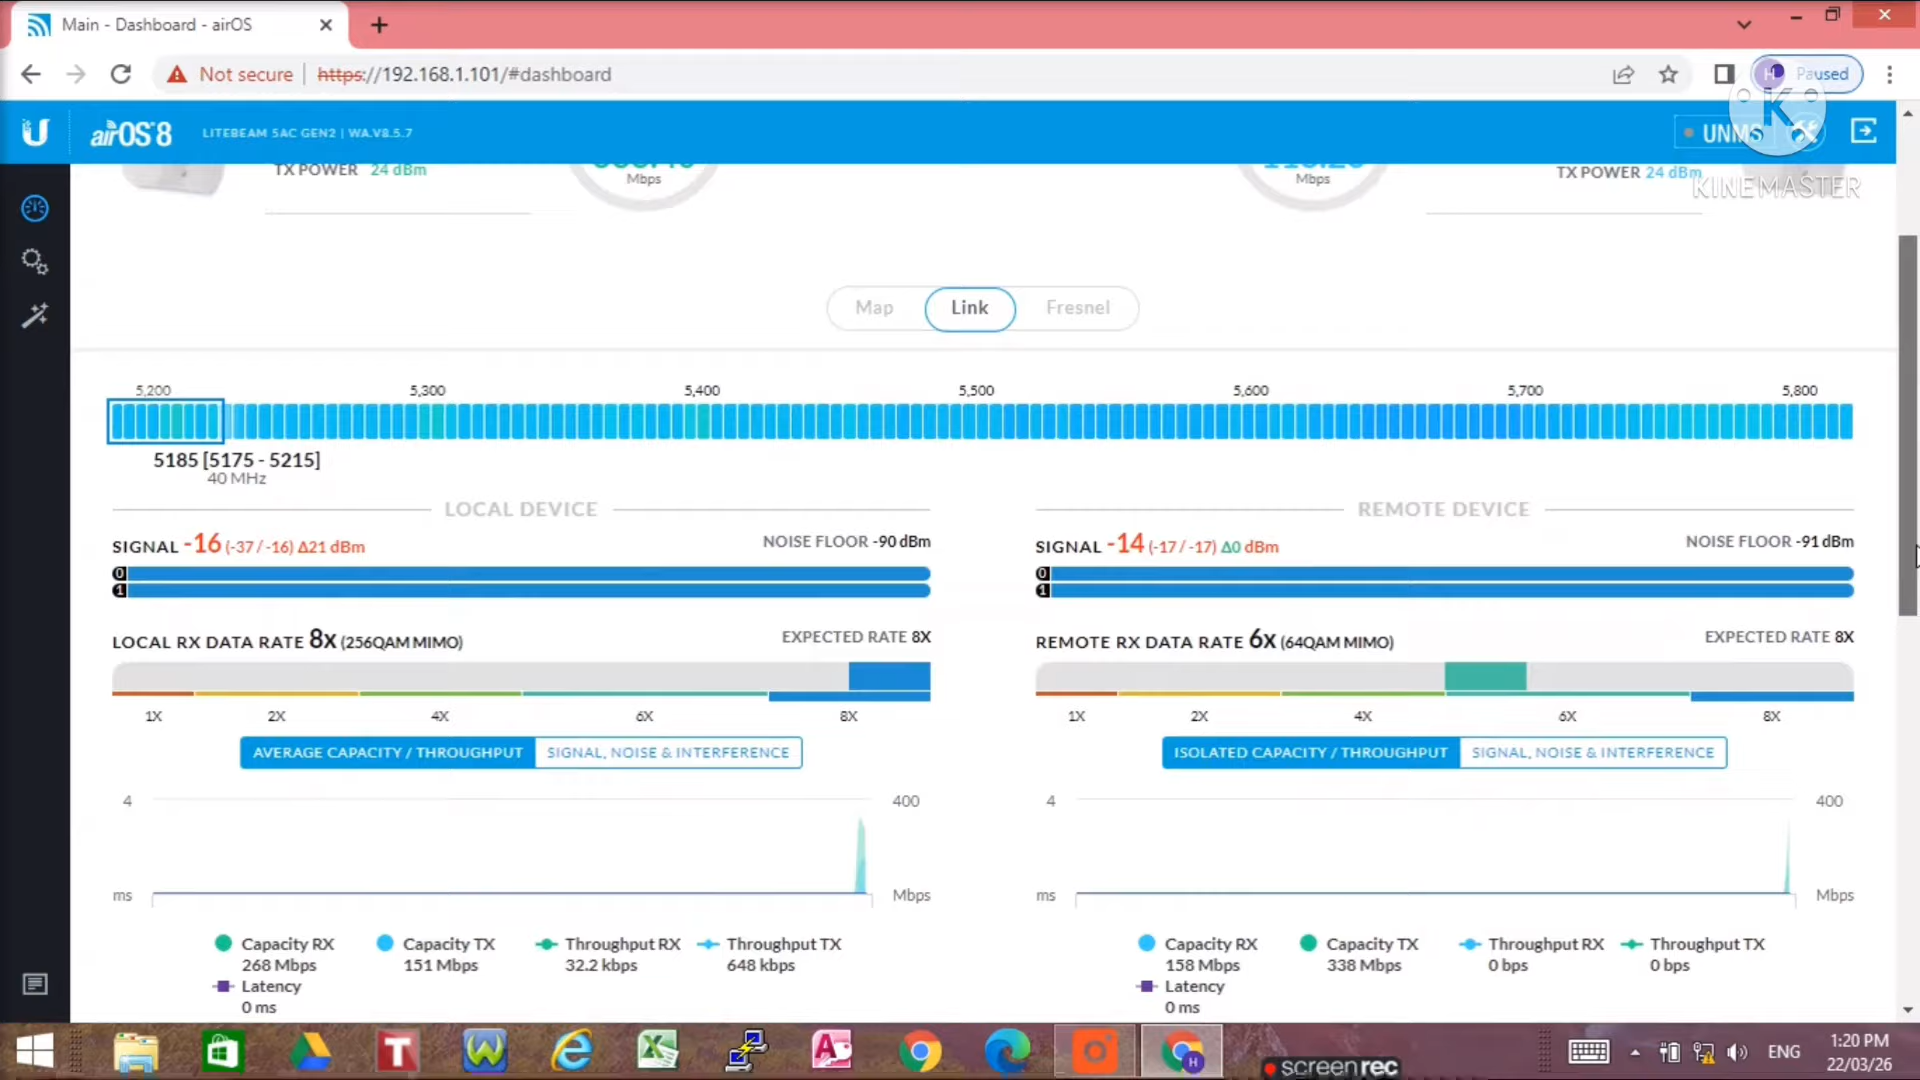 Main - Dashboard - airOS
Not secure https://192.168.1.101/#dashboard
H Paused
K
airOS 8 LITEBEAM 5AC GEN2 | WA.V8.5.7 UNMS
KINEMASTER
TX POWER 24 dBm Mbps Mbps TX POWER 24 dBm
Map Link Fresnel
5,200 5,300 5,400 5,500 5,600 5,700 5,800
5185 [5175 - 5215]
40 MHz
LOCAL DEVICE
SIGNAL -16 (-37 / -16) Δ21 dBm NOISE FLOOR -90 dBm
0
1
LOCAL RX DATA RATE 8X (256QAM MIMO) EXPECTED RATE 8X
1X 2X 4X 6X 8X
AVERAGE CAPACITY / THROUGHPUT SIGNAL, NOISE & INTERFERENCE
4 400
ms Mbps
Capacity RX Capacity TX Throughput RX Throughput TX
268 Mbps 151 Mbps 32.2 kbps 648 kbps
Latency
0 ms
REMOTE DEVICE
SIGNAL -14 (-17 / -17) Δ0 dBm NOISE FLOOR -91 dBm
0
1
REMOTE RX DATA RATE 6X (64QAM MIMO) EXPECTED RATE 8X
1X 2X 4X 6X 8X
ISOLATED CAPACITY / THROUGHPUT SIGNAL, NOISE & INTERFERENCE
4 400
ms Mbps
Capacity RX Capacity TX Throughput RX Throughput TX
158 Mbps 338 Mbps 0 bps 0 bps
Latency
0 ms
screenrec
ENG
1:20 PM
22/03/26